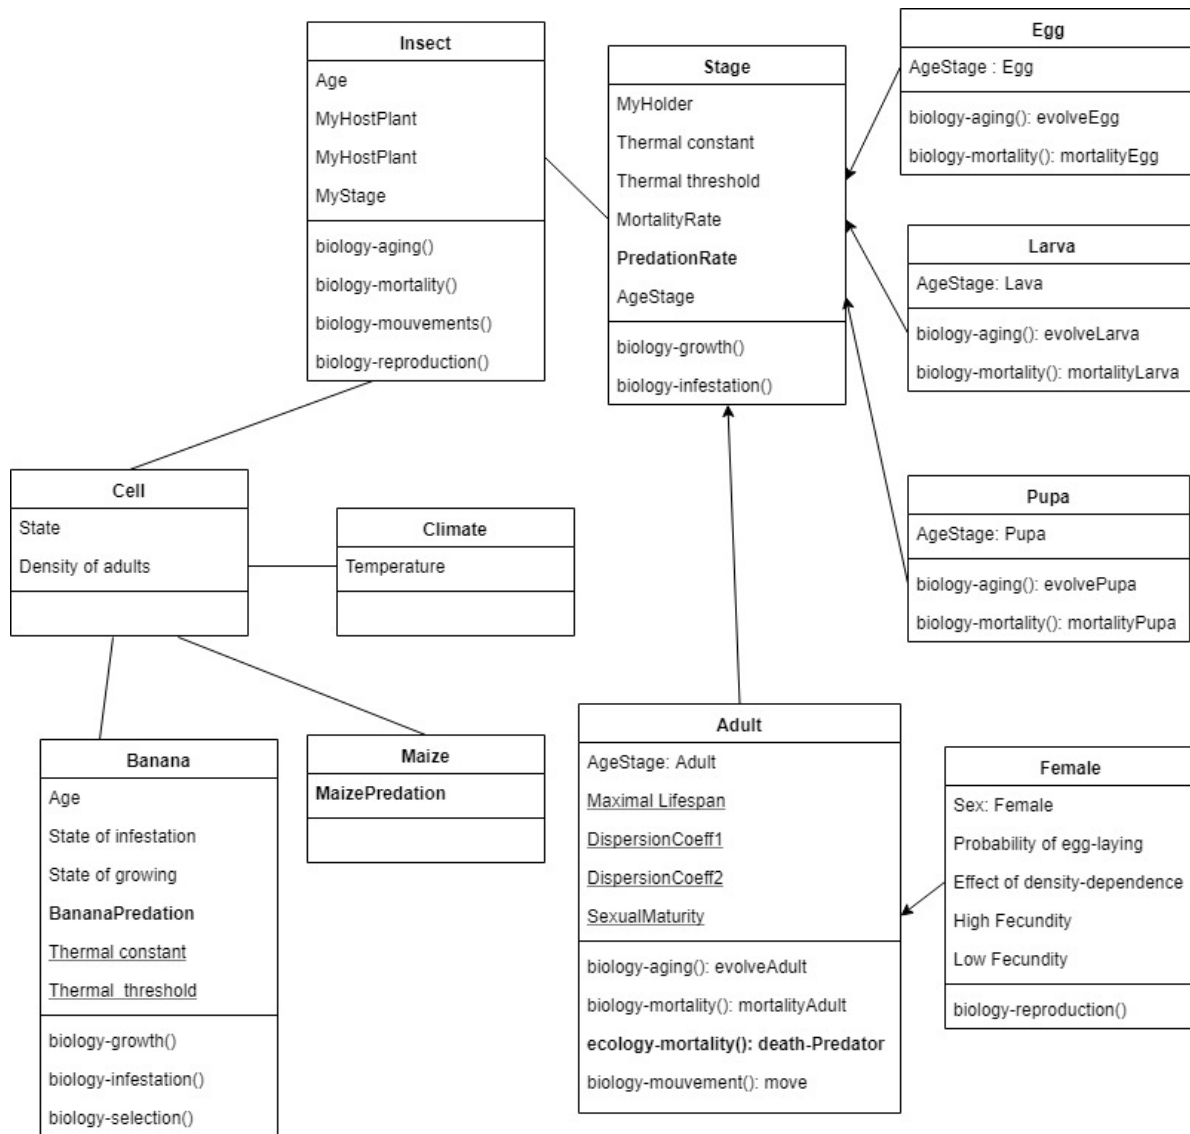 Insect
Age
MyHostPlant
MyHostPlant
MyStage
biology-aging()
biology-mortality()
biology-mouvements()
biology-reproduction()
Stage
MyHolder
Thermal constant
Thermal threshold
MortalityRate
PredationRate
AgeStage
biology-growth()
biology-infestation()
Egg
AgeStage : Egg
biology-aging(): evolveEgg
biology-mortality(): mortalityEgg
Larva
AgeStage: Lava
biology-aging(): evolveLarva
biology-mortality(): mortalityLarva
Pupa
AgeStage: Pupa
biology-aging(): evolvePupa
biology-mortality(): mortalityPupa
Cell
State
Density of adults
Climate
Temperature
Banana
Age
State of infestation
State of growing
BananaPredation
Thermal constant
Thermal threshold
biology-growth()
biology-infestation()
biology-selection()
Maize
MaizePredation
Adult
AgeStage: Adult
Maximal Lifespan
DispersionCoeff1
DispersionCoeff2
SexualMaturity
biology-aging(): evolveAdult
biology-mortality(): mortalityAdult
ecology-mortality(): death-Predator
biology-mouvement(): move
Female
Sex: Female
Probability of egg-laying
Effect of density-dependence
High Fecundity
Low Fecundity
biology-reproduction()